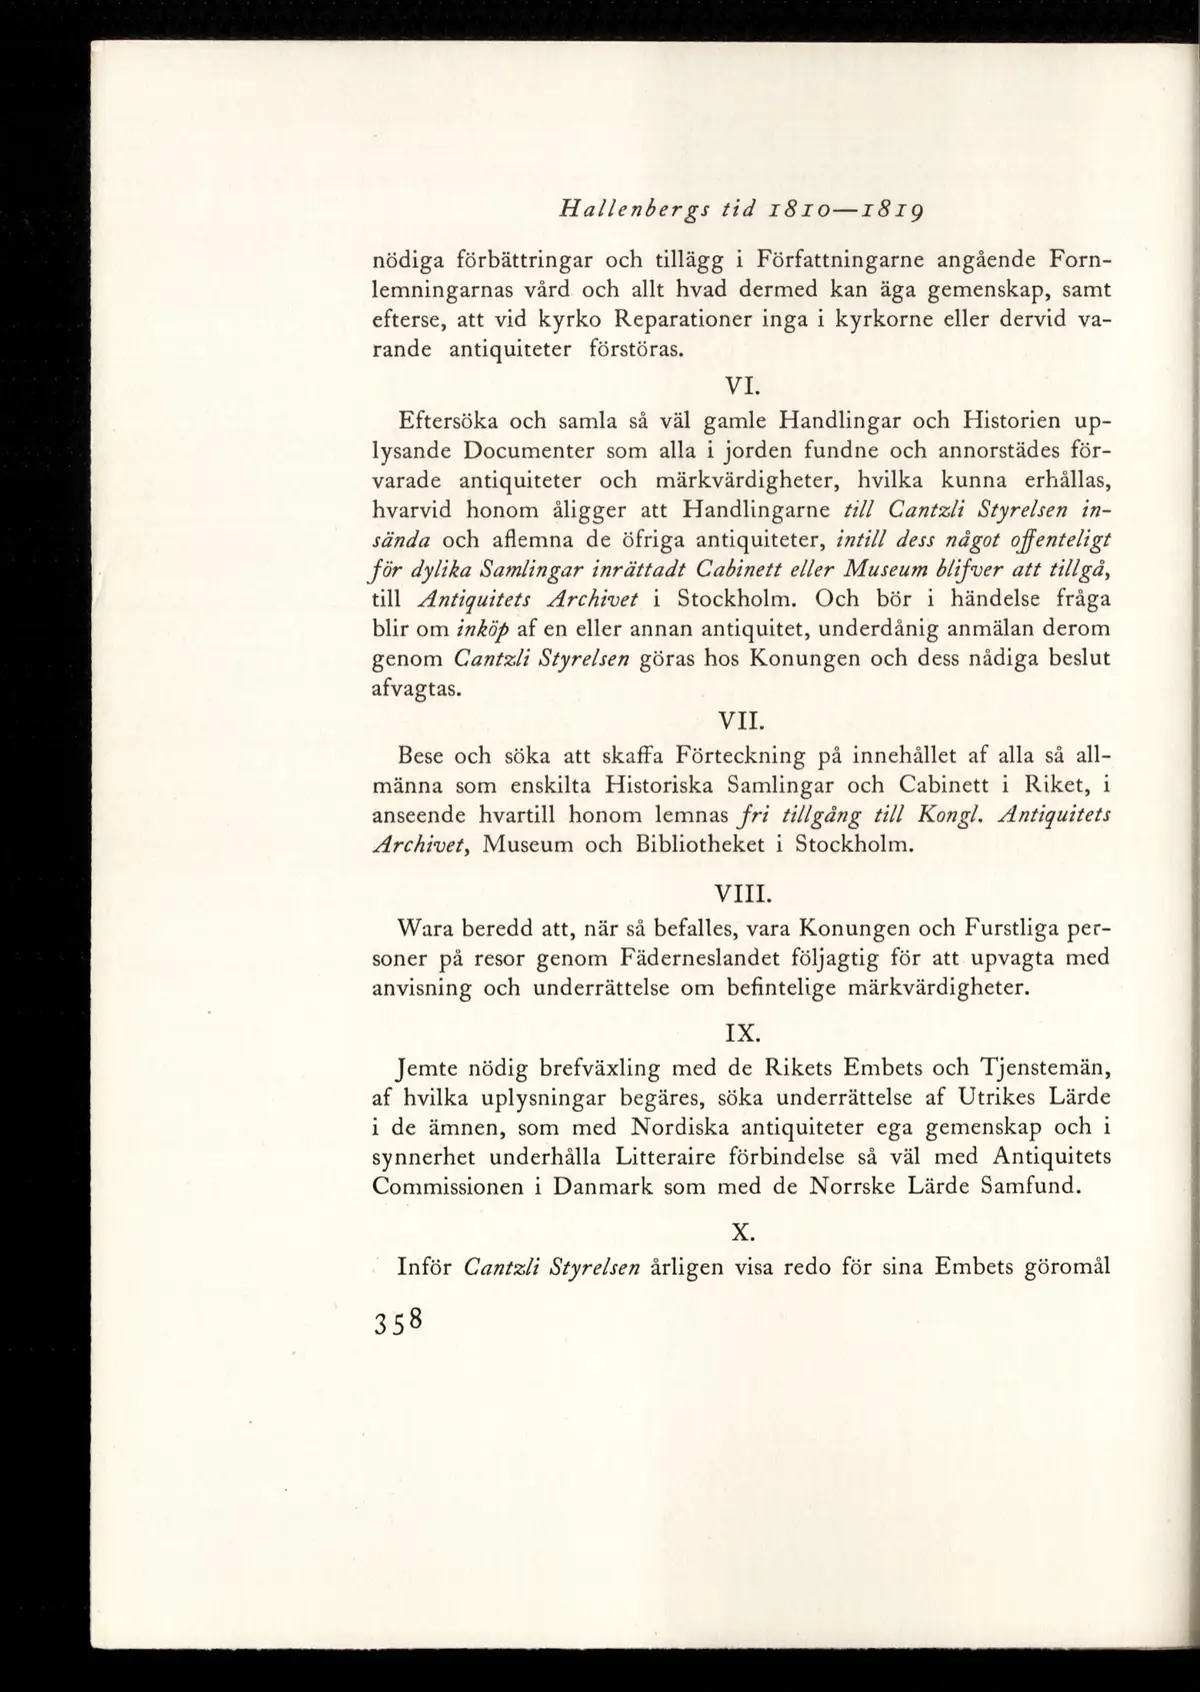 Hallenbergs tid 1810—1819
nödiga förbättringar och tillägg i Författningarne angående Forn-
lemningarnas vård och allt hvad dermed kan äga gemenskap, samt
efterse, att vid kyrko Reparationer inga i kyrkorne eller dervid va-
rande antiquiteter förstöras.
VI.
Eftersöka och samla så väl gamle Handlingar och Historien up-
lysande Documenter som alla i jorden fundne och annorstädes för-
varade antiquiteter och märkvärdigheter, hvilka kunna erhållas,
hvarvid honom åligger att Handlingarne till Cantzli Styrelsen in-
sända och aflemna de öfriga antiquiteter, intill dess något offenteligt
för dylika Samlingar inrättadt Cabinett eller Museum blifver att tillgå,
till Antiquitets Archivet i Stockholm. Och bör i händelse fråga
blir om inköp af en eller annan antiquitet, underdånig anmälan derom
genom Cantzli Styrelsen göras hos Konungen och dess nådiga beslut
afvagtas.
VII.
Bese och söka att skaffa Förteckning på innehållet af alla så all-
männa som enskilta Historiska Samlingar och Cabinett i Riket, i
anseende hvartill honom lemnas fri tillgång till Kongl. Antiquitets
Archivet, Museum och Bibliotheket i Stockholm.
VIII.
Wara beredd att, när så befalles, vara Konungen och Furstliga per-
soner på resor genom Fäderneslandet följagtig för att upvagta med
anvisning och underrättelse om befintelige märkvärdigheter.
IX.
Jemte nödig brefväxling med de Rikets Embets och Tjenstemän,
af hvilka uplysningar begäres, söka underrättelse af Utrikes Lärde
i de ämnen, som med Nordiska antiquiteter ega gemenskap och i
synnerhet underhålla Litteraire förbindelse så väl med Antiquitets
Commissionen i Danmark som med de Norrske Lärde Samfund.
X.
Inför Cantzli Styrelsen årligen visa redo för sina Embets göromål
358